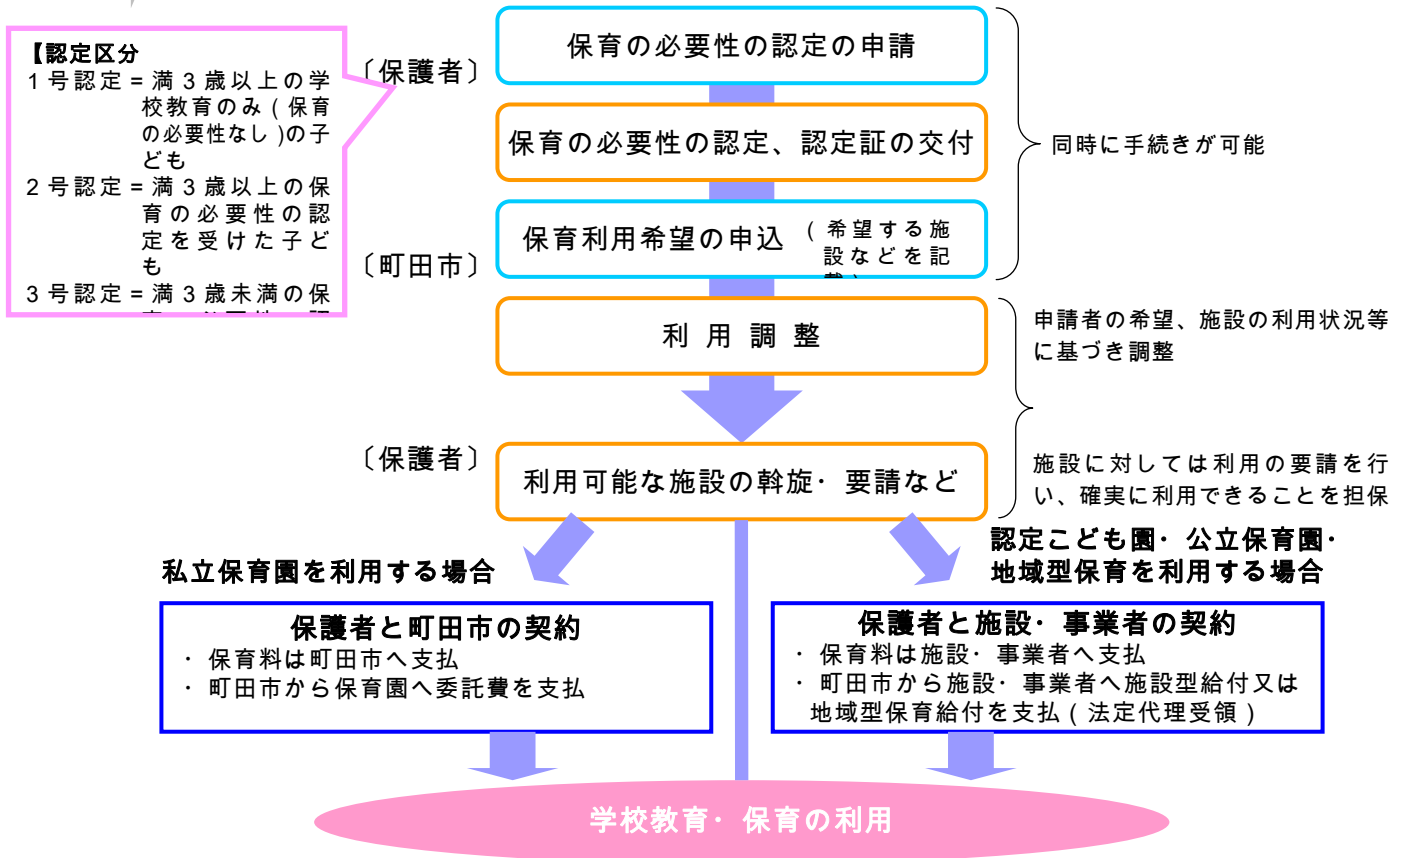 【認定区分
1号認定=満3歳以上の学
校教育のみ(保育
の必要性なし)の子
ども
2号認定=満3歳以上の保
育の必要性の認
定を受けた子ど
も
3号認定=満3歳未満の保
〔保護者〕
保育の必要性の認定の申請
保育の必要性の認定、認定証の交付
同時に手続きが可能
〔町田市〕
保育利用希望の申込
(希望する施
設などを記
利用調整
申請者の希望、施設の利用状況等
に基づき調整
〔保護者〕
利用可能な施設の斡旋・要請など
施設に対しては利用の要請を行
い、確実に利用できることを担保
私立保育園を利用する場合
認定こども園・公立保育園・
地域型保育を利用する場合
保護者と町田市の契約
・保育料は町田市へ支払
・町田市から保育園へ委託費を支払
保護者と施設・事業者の契約
・保育料は施設・事業者へ支払
・町田市から施設・事業者へ施設型給付又は
地域型保育給付を支払(法定代理受領)
学校教育・保育の利用